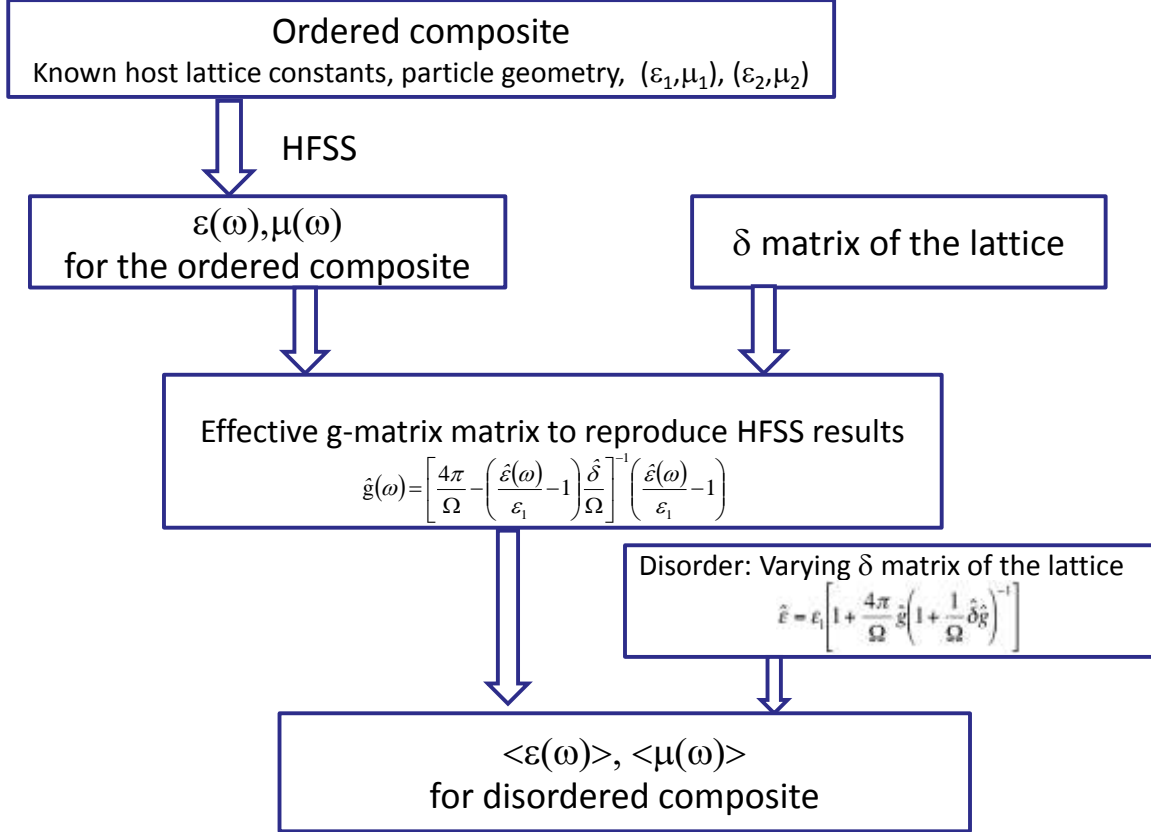 Ordered composite
Known host lattice constants, particle geometry, (ε₁,μ₁), (ε₂,μ₂)
HFSS
ε(ω),μ(ω)
for the ordered composite
δ matrix of the lattice
Effective g-matrix matrix to reproduce HFSS results
ĝ(ω)=[4π/Ω−(ε̂(ω)/ε₁−1)δ̂/Ω]⁻¹(ε̂(ω)/ε₁−1)
Disorder: Varying δ matrix of the lattice
ε̂=ε₁[1+4π/Ω ĝ(1+1/Ω δ̂ĝ)⁻¹]
<ε(ω)>, <μ(ω)>
for disordered composite